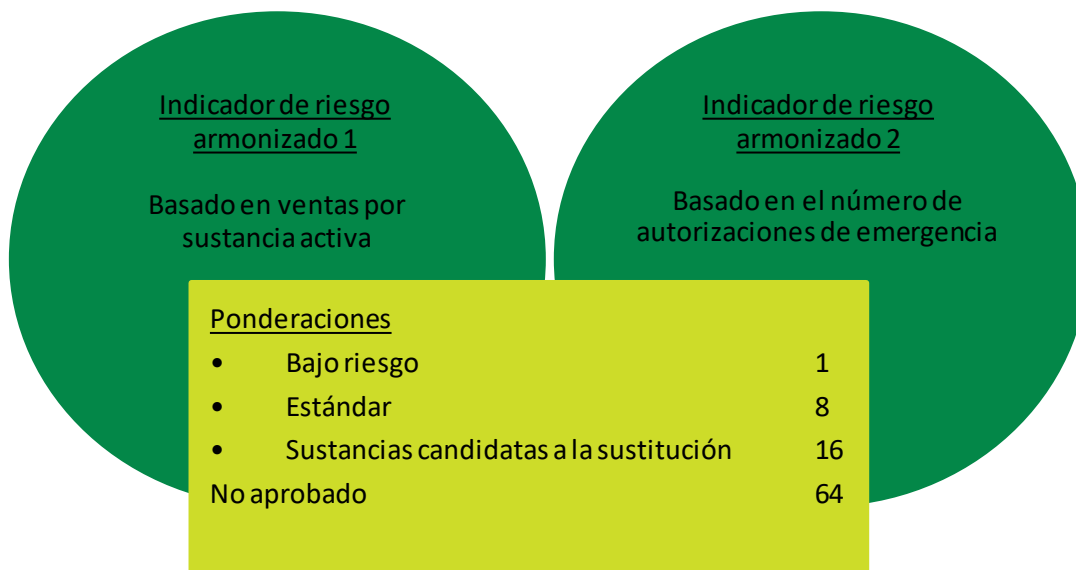 Indicador de riesgo
armonizado 1
Basado en ventas por
sustancia activa
Indicador de riesgo
armonizado 2
Basado en el número de
autorizaciones de emergencia
Ponderaciones
• Bajo riesgo 1
• Estándar 8
• Sustancias candidatas a la sustitución 16
No aprobado 64